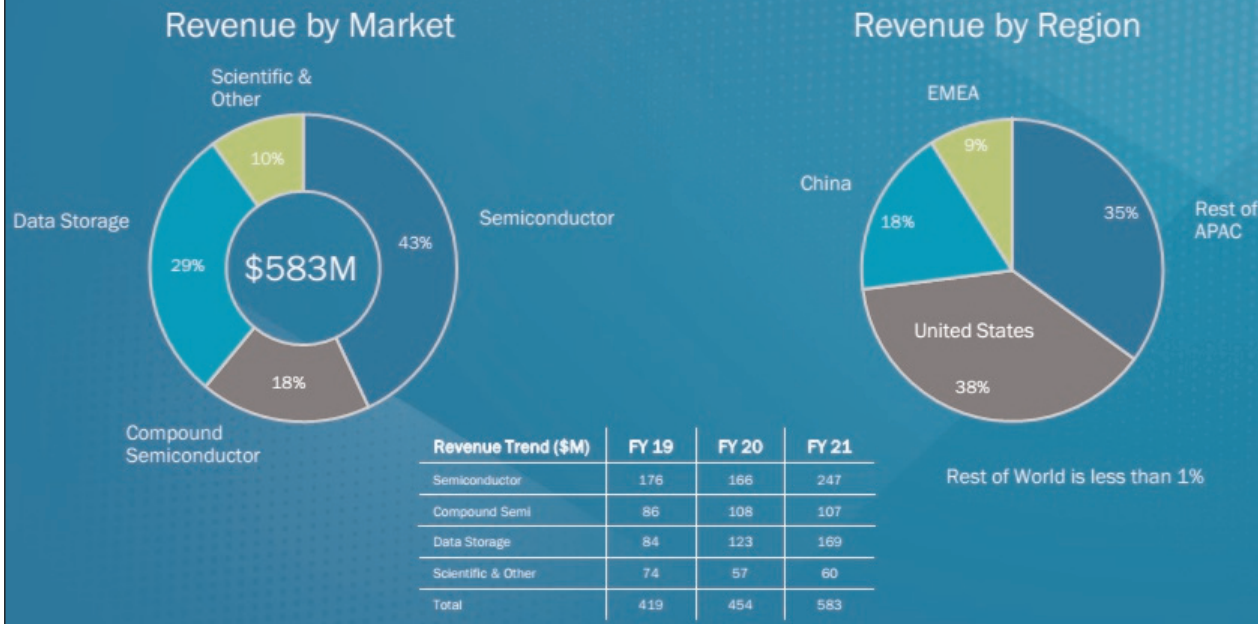 Revenue by Market
Scientific &
Other
10%
Data Storage
29%
$583M
43%
Semiconductor
18%
Compound
Semiconductor
Revenue by Region
EMEA
9%
China
18%
35%
Rest of
APAC
United States
38%
Rest of World is less than 1%
Revenue Trend ($M) FY 19 FY 20 FY 21
Semiconductor 176 166 247
Compound Semi 86 108 107
Data Storage 84 123 169
Scientific & Other 74 57 60
Total 419 454 583